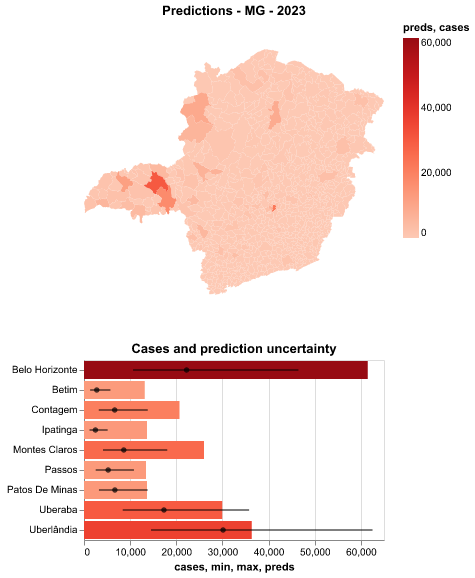 Predictions - MG - 2023
preds, cases
60,000
40,000
20,000
0
Cases and prediction uncertainty
Belo Horizonte
Betim
Contagem
Ipatinga
Montes Claros
Passos
Patos De Minas
Uberaba
Uberlândia
0 10,000 20,000 30,000 40,000 50,000 60,000
cases, min, max, preds